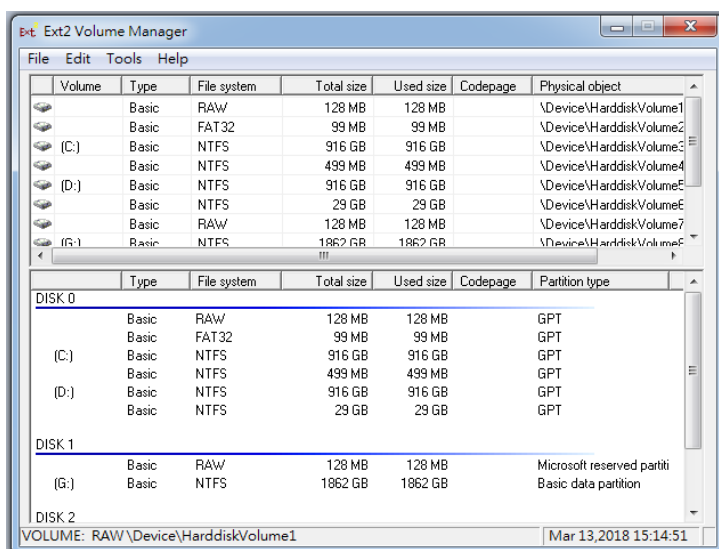 Ext2 Volume Manager
File Edit Tools Help
Volume Type File system Total size Used size Codepage Physical object
Basic RAW 128 MB 128 MB \Device\HarddiskVolume1
Basic FAT32 99 MB 99 MB \Device\HarddiskVolume2
(C:) Basic NTFS 916 GB 916 GB \Device\HarddiskVolume3
Basic NTFS 499 MB 499 MB \Device\HarddiskVolume4
(D:) Basic NTFS 916 GB 916 GB \Device\HarddiskVolume5
Basic NTFS 29 GB 29 GB \Device\HarddiskVolume6
Basic RAW 128 MB 128 MB \Device\HarddiskVolume7
(G:) Basic NTFS 1862 GB 1862 GB
Type File system Total size Used size Codepage Partition type
DISK 0
Basic RAW 128 MB 128 MB GPT
Basic FAT32 99 MB 99 MB GPT
(C:) Basic NTFS 916 GB 916 GB GPT
Basic NTFS 499 MB 499 MB GPT
(D:) Basic NTFS 916 GB 916 GB GPT
Basic NTFS 29 GB 29 GB GPT
DISK 1
Basic RAW 128 MB 128 MB Microsoft reserved partiti
(G:) Basic NTFS 1862 GB 1862 GB Basic data partition
DISK 2
VOLUME: RAW \Device\HarddiskVolume1 Mar 13,2018 15:14:51